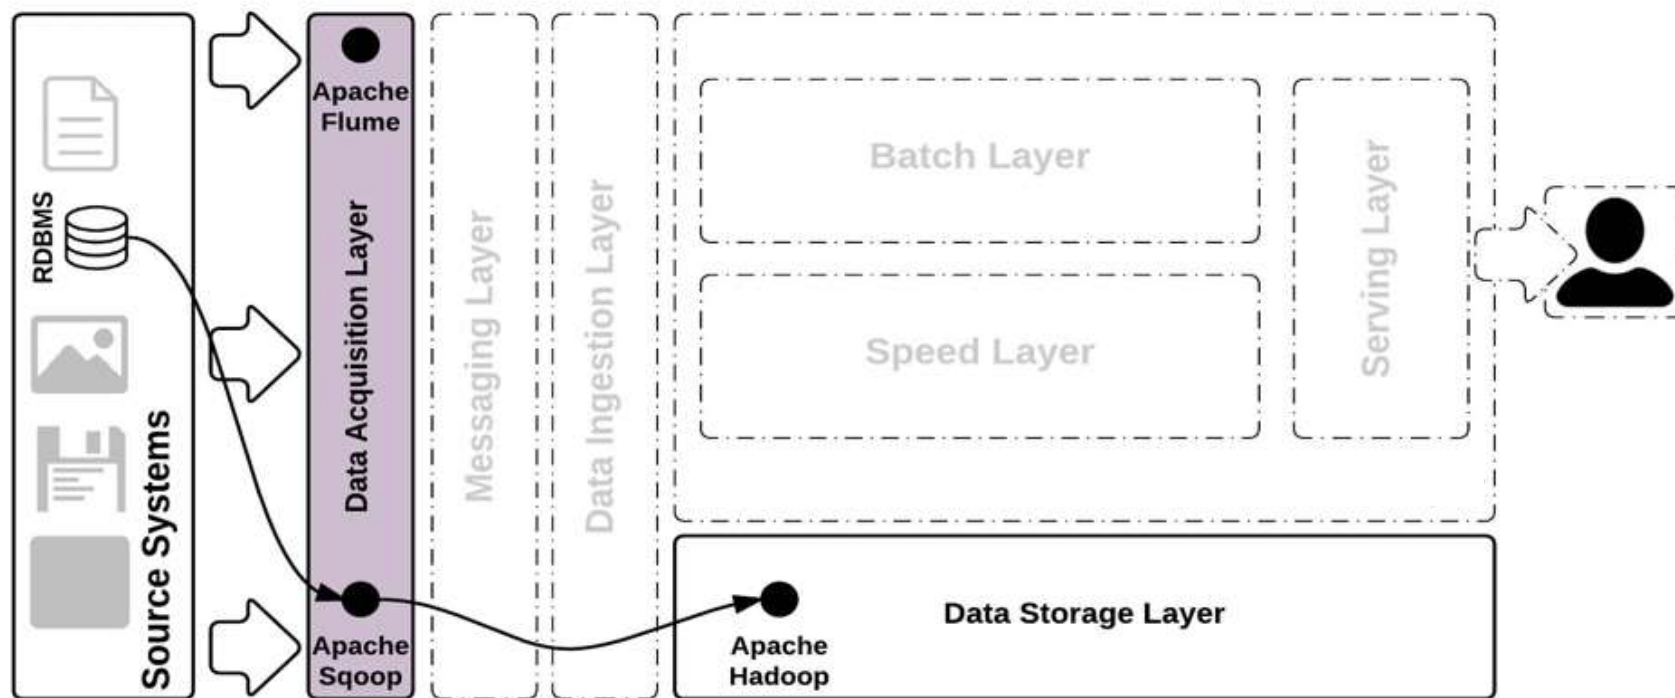 RDBMS
Source Systems
Apache
Flume
Data Acquisition Layer
Apache
Sqoop
Messaging Layer
Data Ingestion Layer
Batch Layer
Speed Layer
Serving Layer
Apache
Hadoop
Data Storage Layer